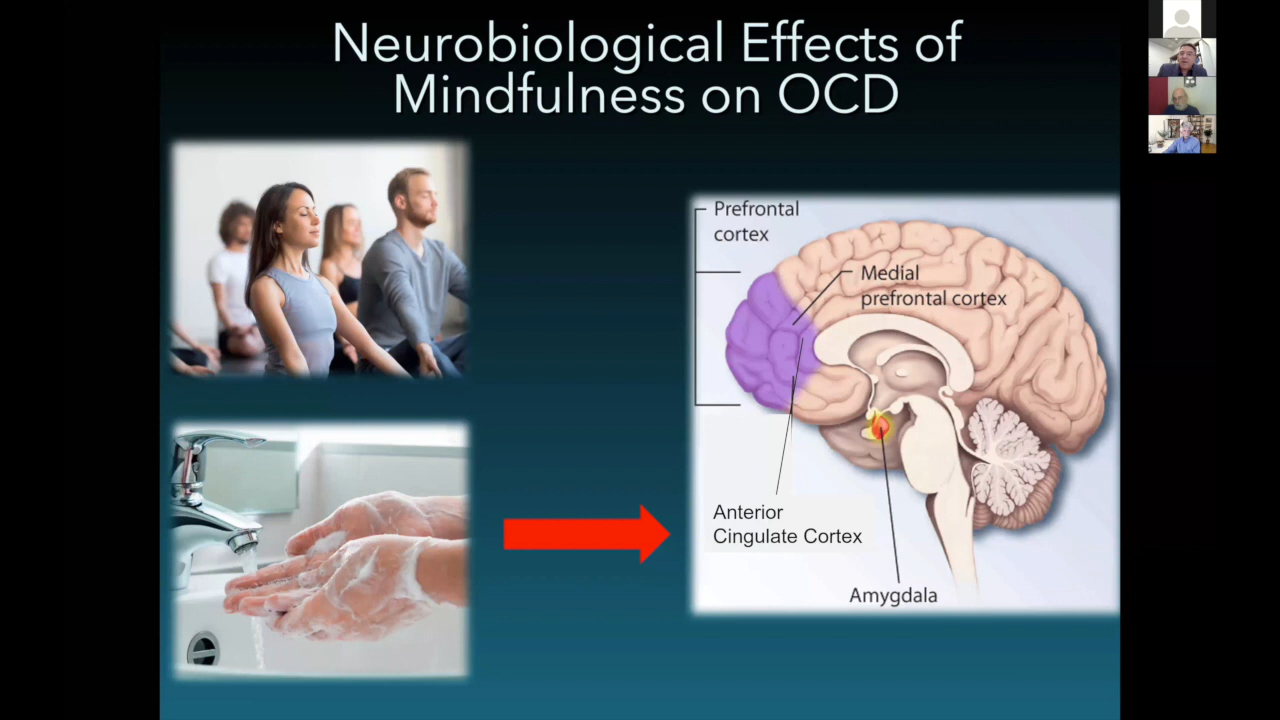 Neurobiological Effects of
Mindfulness on OCD
Prefrontal
cortex
Medial
prefrontal cortex
Anterior
Cingulate Cortex
Amygdala